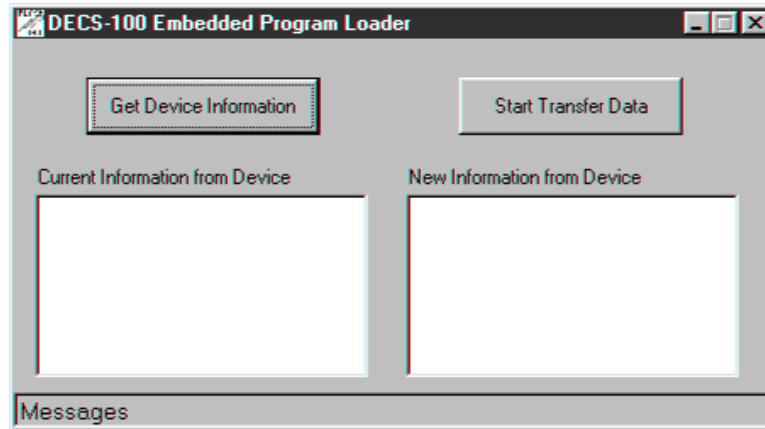 DECS-100 Embedded Program Loader
Get Device Information
Start Transfer Data
Current Information from Device
New Information from Device
Messages